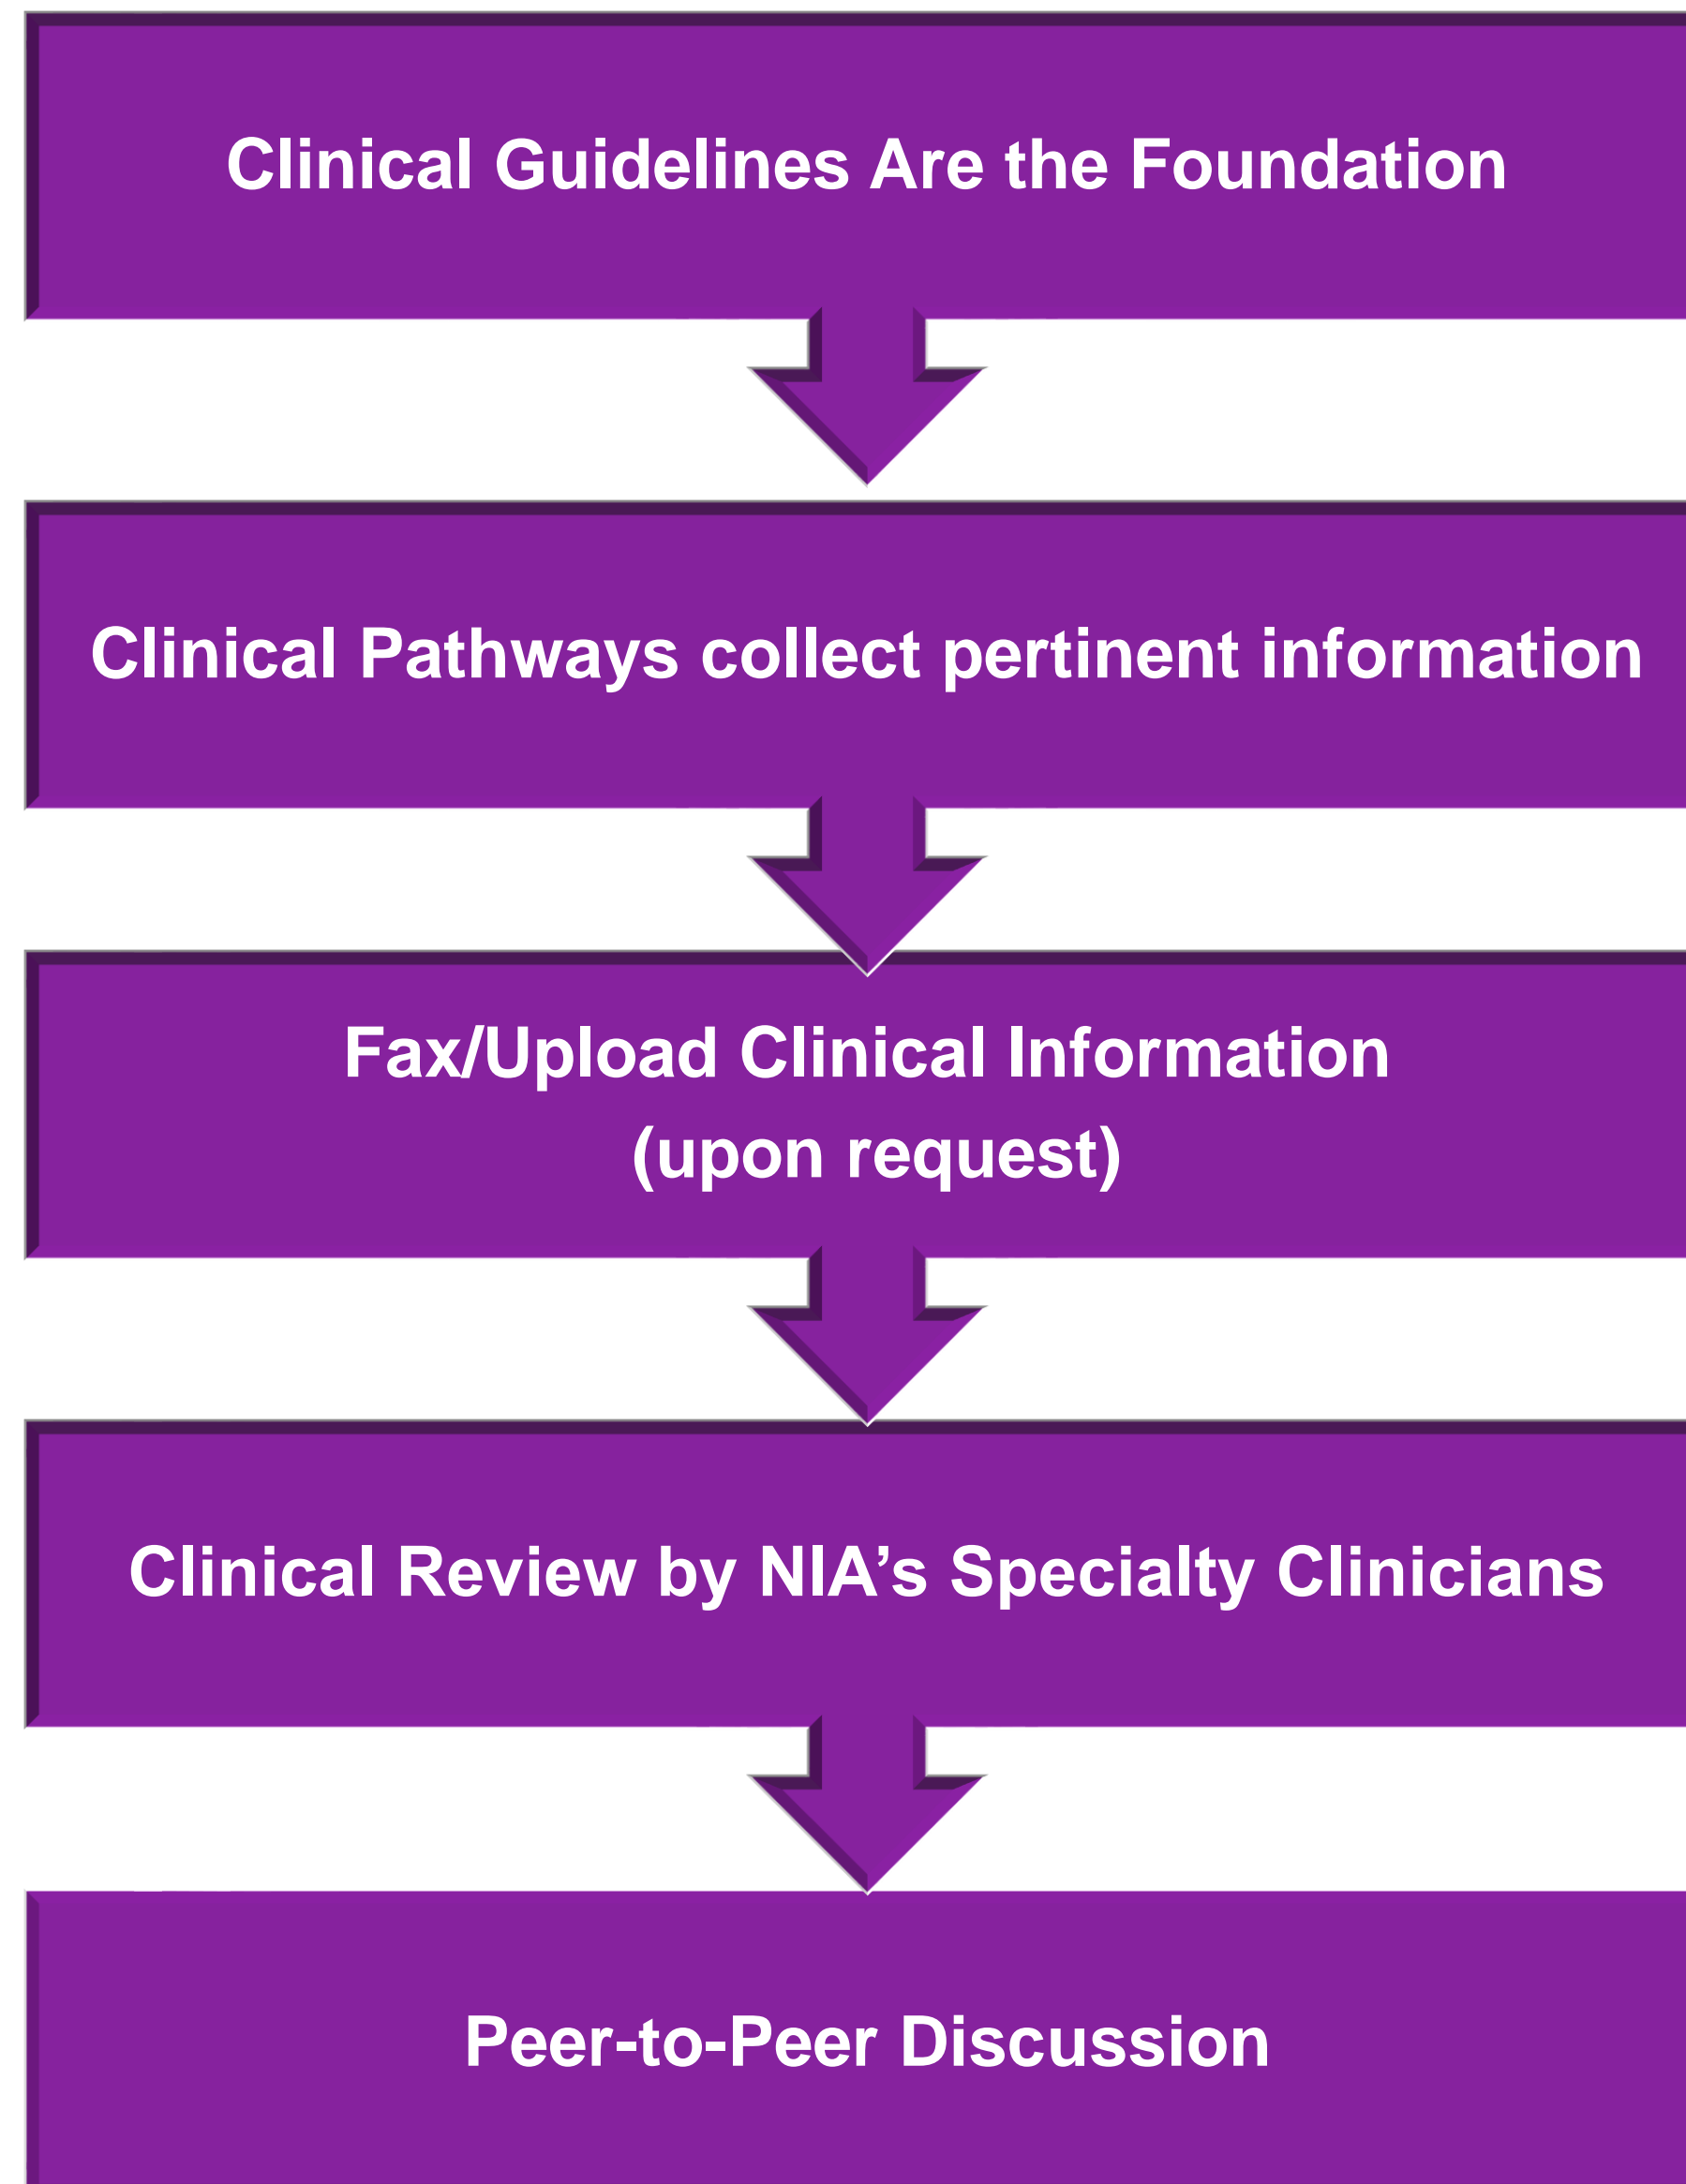 Clinical Guidelines Are the Foundation
Clinical Pathways collect pertinent information
Fax/Upload Clinical Information
(upon request)
Clinical Review by NIA’s Specialty Clinicians
Peer-to-Peer Discussion